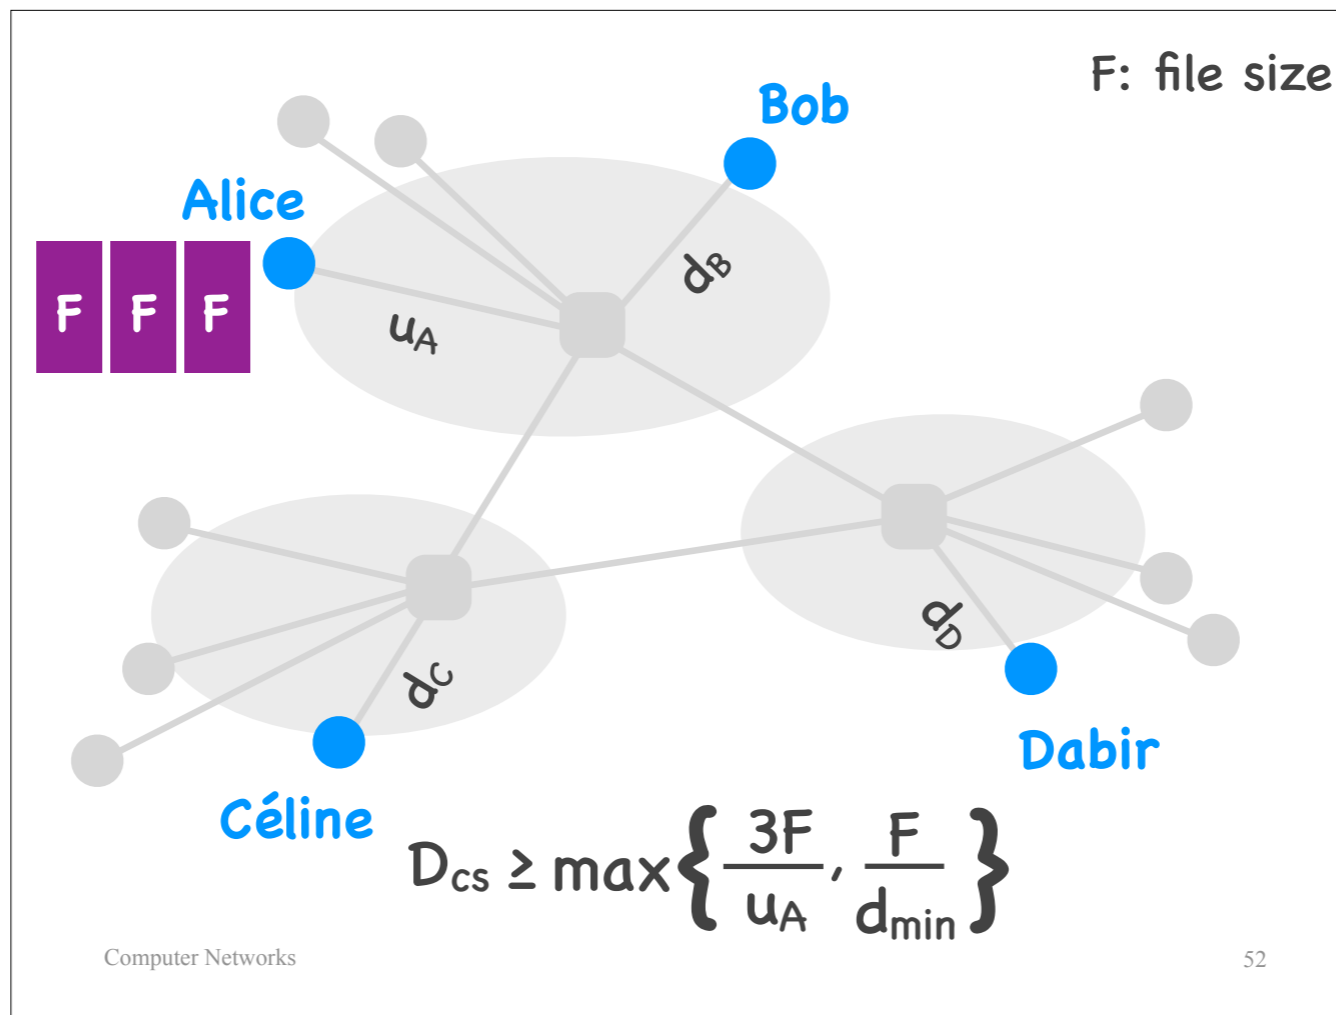 F: file size
Bob
Alice
F F F
dB
uA
dD
dC
Dabir
Céline
Dcs ≥ max{ 3F/uA , F/dmin }
Computer Networks
52